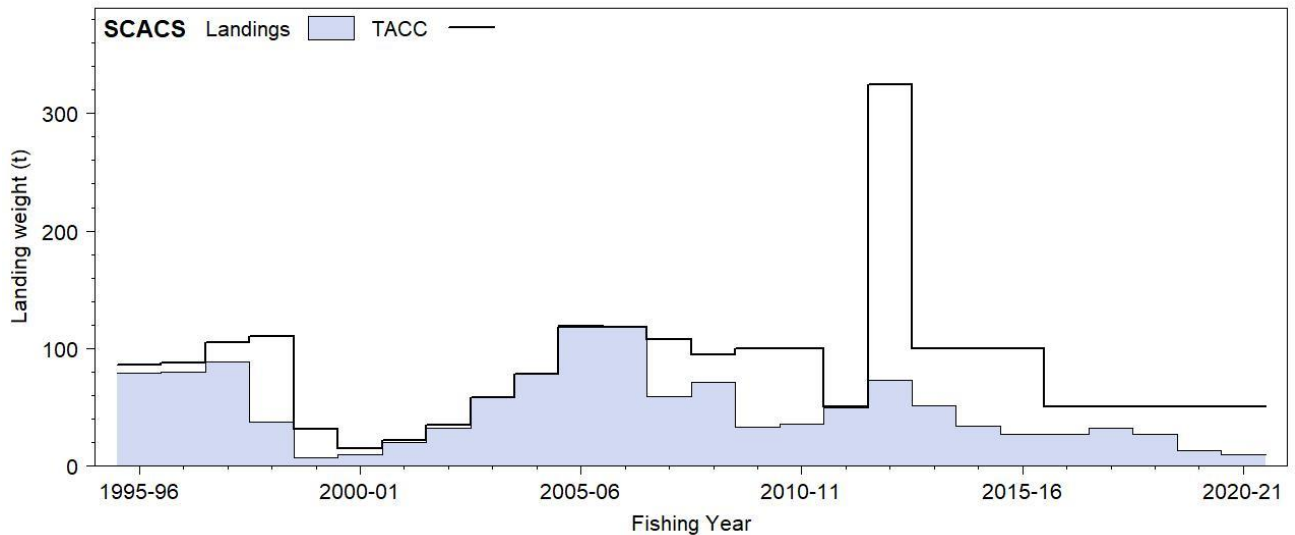 SCACS Landings TACC
Landing weight (t)
300
200
100
0
1995-96 2000-01 2005-06 2010-11 2015-16 2020-21
Fishing Year